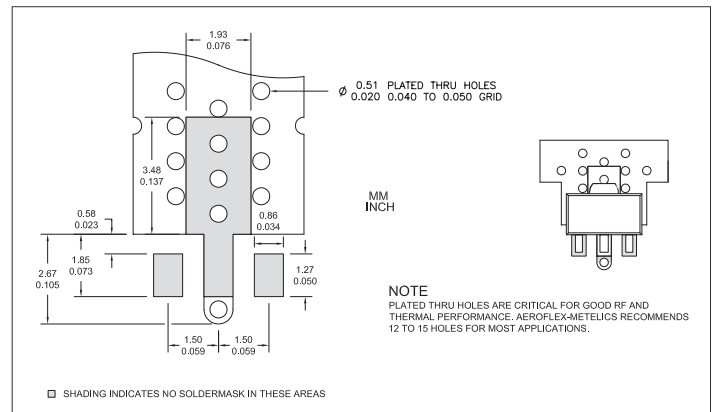 1.93
0.076
ø 0.51 PLATED THRU HOLES
0.020 0.040 TO 0.050 GRID
3.48
0.137
MM
INCH
0.58
0.023
0.86
0.034
1.85
0.073
2.67
0.105
1.27
0.050
1.50
0.059
1.50
0.059
NOTE
PLATED THRU HOLES ARE CRITICAL FOR GOOD RF AND
THERMAL PERFORMANCE. AEROFLEX-METELICS RECOMMENDS
12 TO 15 HOLES FOR MOST APPLICATIONS.
SHADING INDICATES NO SOLDERMASK IN THESE AREAS